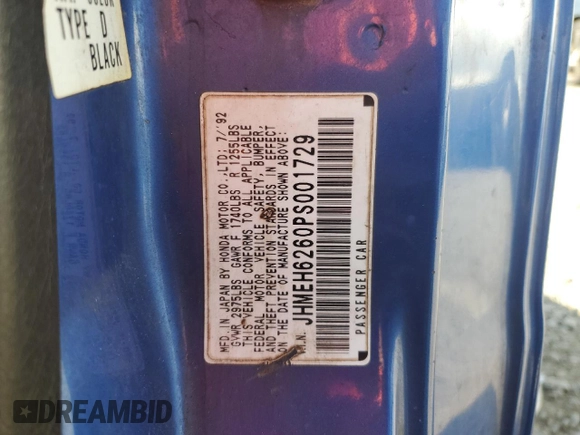 TYPE D
BLACK
MFD. IN JAPAN BY HONDA MOTOR CO., LTD: 7/'92
GVWR 2975LBS GAWR F 1740LBS R 1255LBS
THIS VEHICLE CONFORMS TO ALL APPLICABLE
FEDERAL MOTOR VEHICLE SAFETY, BUMPER,
AND THEFT PREVENTION STANDARDS IN EFFECT
ON THE DATE OF MANUFACTURE SHOWN ABOVE:
V.I.N. JHMEH6260PS001729
PASSENGER CAR
DREAMBID